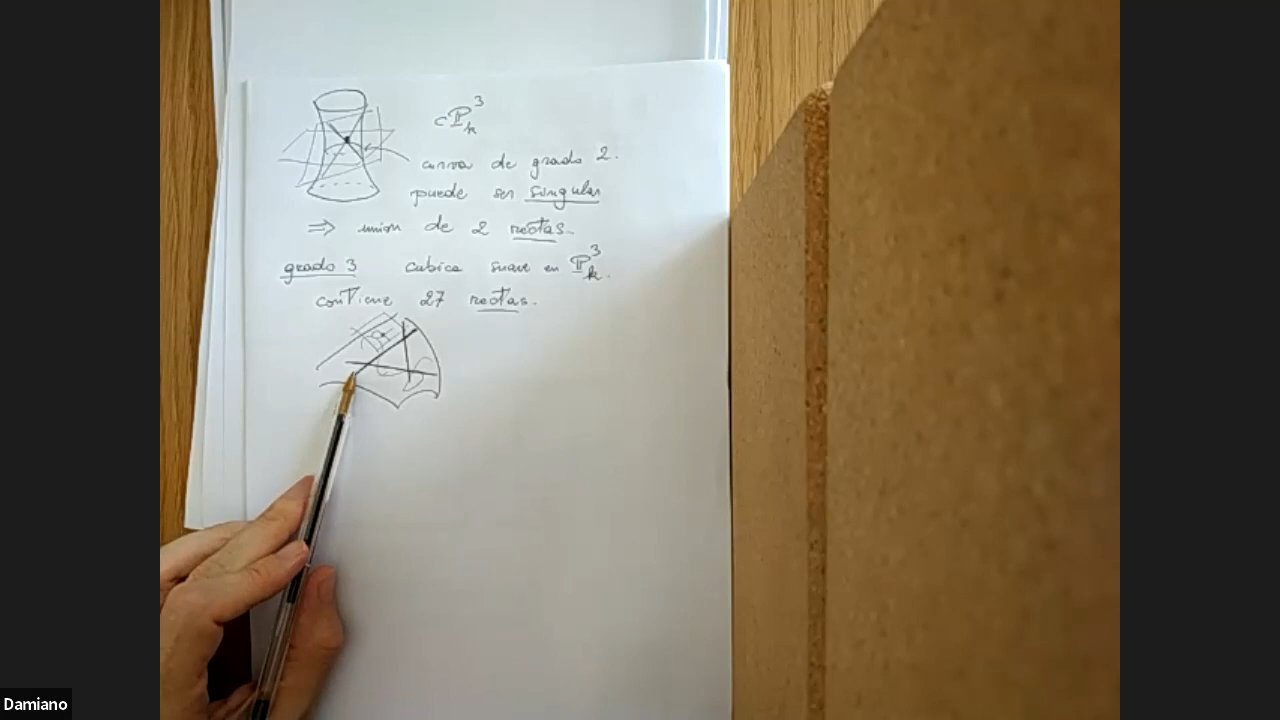 ⊂ ℙ³ₖ
curva de grado 2.
puede ser singular
⇒ union de 2 rectas.
grado 3 cubica suave en ℙ³ₖ.
contiene 27 rectas.
Damiano